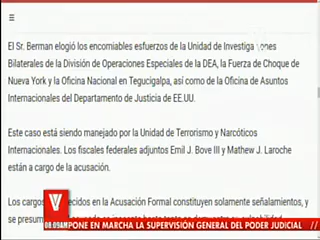 El Sr. Berman elogió los encomiables esfuerzos de la Unidad de Investigaciones
Bilaterales de la División de Operaciones Especiales de la DEA, la Fuerza de Choque de
Nueva York y la Oficina Nacional en Tegucigalpa, así como de la Oficina de Asuntos
Internacionales del Departamento de Justicia de EE.UU.
Este caso está siendo manejado por la Unidad de Terrorismo y Narcóticos
Internacionales. Los fiscales federales adjuntos Emil J. Bove III and Mathew J. Laroche
están a cargo de la acusación.
Los cargos en la Acusación Formal constituyen solamente señalamientos, y
se
V
PONE EN MARCHA LA SUPERVISIÓN GENERAL DEL PODER JUDICIAL //